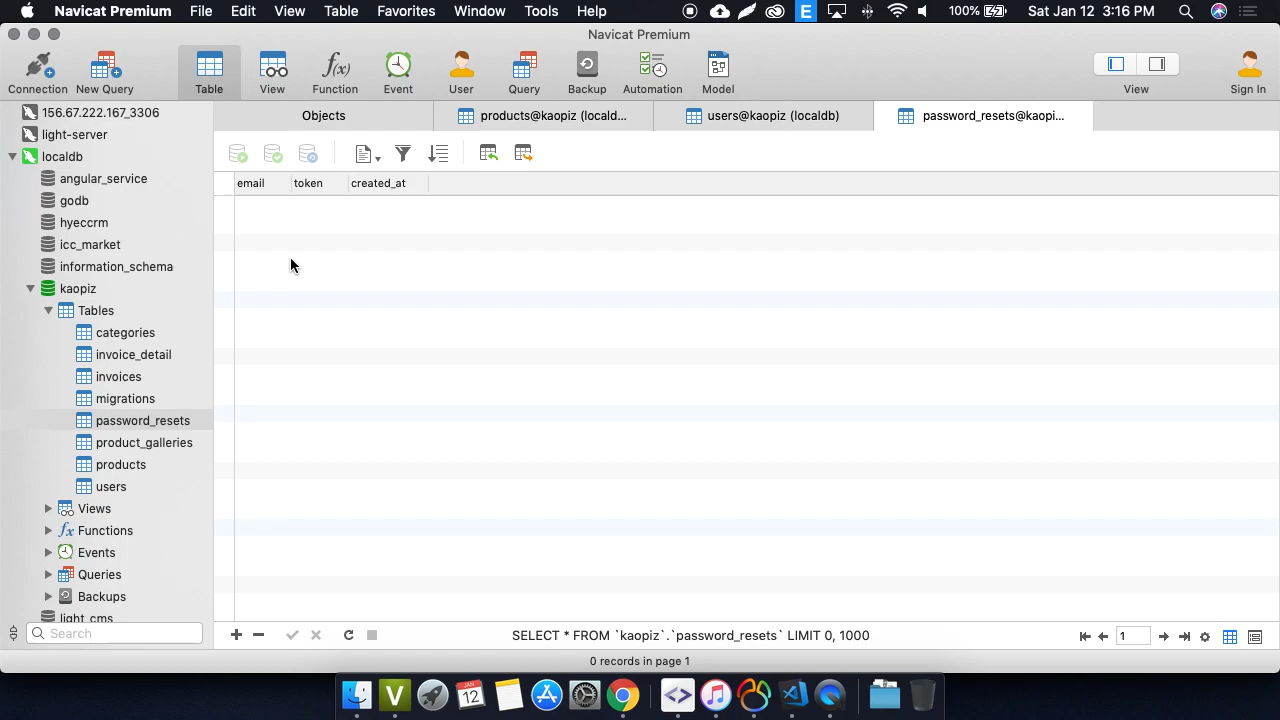 Navicat Premium File Edit View Table Favorites Window Tools Help E 100% Sat Jan 12 3:16 PM
Navicat Premium
Connection New Query Table View Function Event User Query Backup Automation Model View Sign In
Objects products@kaopiz (locald... users@kaopiz (localdb) password_resets@kaopi...
email token created_at
156.67.222.167_3306
light-server
localdb
angular_service
godb
hyeccrm
icc_market
information_schema
kaopiz
Tables
categories
invoice_detail
invoices
migrations
password_resets
product_galleries
products
users
Views
Functions
Events
Queries
Backups
light_cms
Search
SELECT * FROM `kaopiz`.`password_resets` LIMIT 0, 1000 1
0 records in page 1
JAN
12